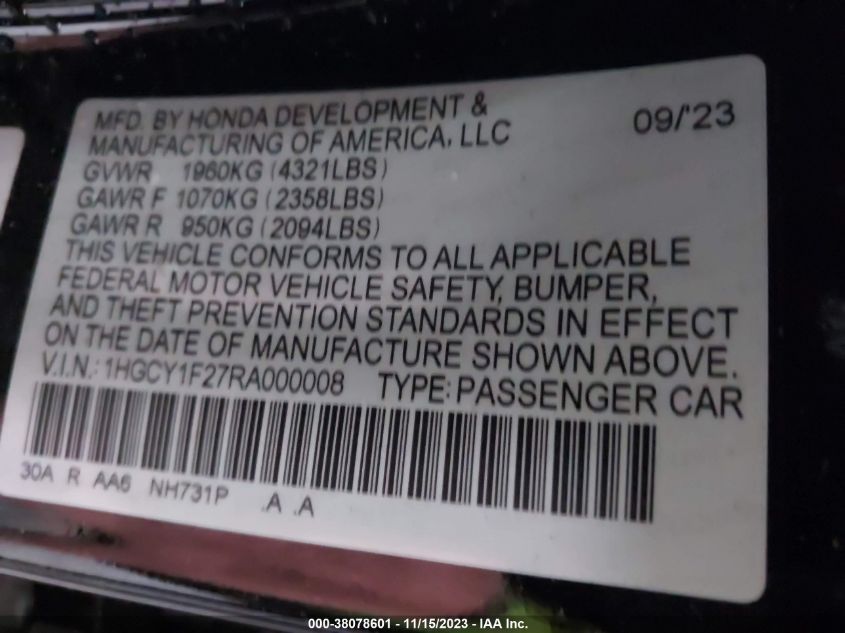 MFD. BY HONDA DEVELOPMENT & 09/'23
MANUFACTURING OF AMERICA, LLC
GVWR 1960KG (4321LBS)
GAWR F 1070KG (2358LBS)
GAWR R 950KG (2094LBS)
THIS VEHICLE CONFORMS TO ALL APPLICABLE
FEDERAL MOTOR VEHICLE SAFETY, BUMPER,
AND THEFT PREVENTION STANDARDS IN EFFECT
ON THE DATE OF MANUFACTURE SHOWN ABOVE.
V.I.N.: 1HGCY1F27RA000008 TYPE: PASSENGER CAR
30A R AA6 NH731P .A .A
000-38078601 - 11/15/2023 - IAA Inc.